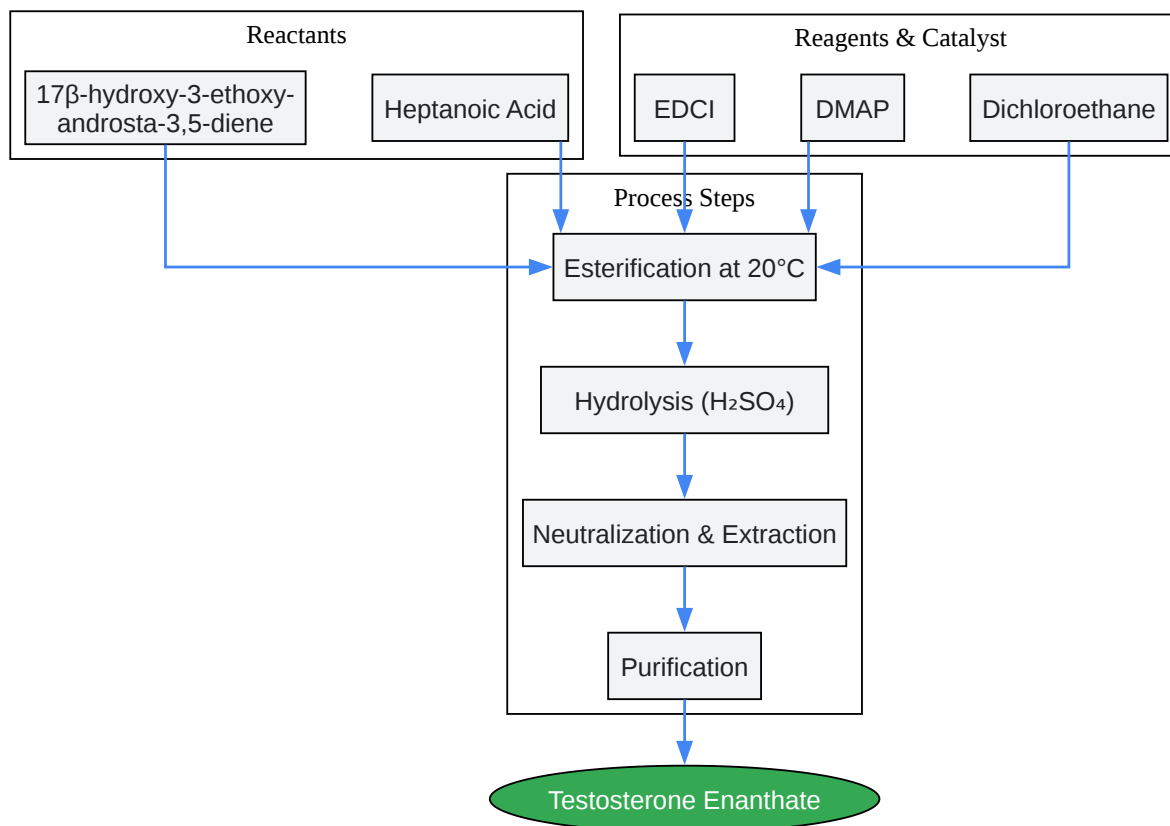 Reactants
Reagents & Catalyst
17β-hydroxy-3-ethoxy-
androsta-3,5-diene
Heptanoic Acid
EDCI
DMAP
Dichloroethane
Process Steps
Esterification at 20°C
Hydrolysis (H₂SO₄)
Neutralization & Extraction
Purification
Testosterone Enanthate